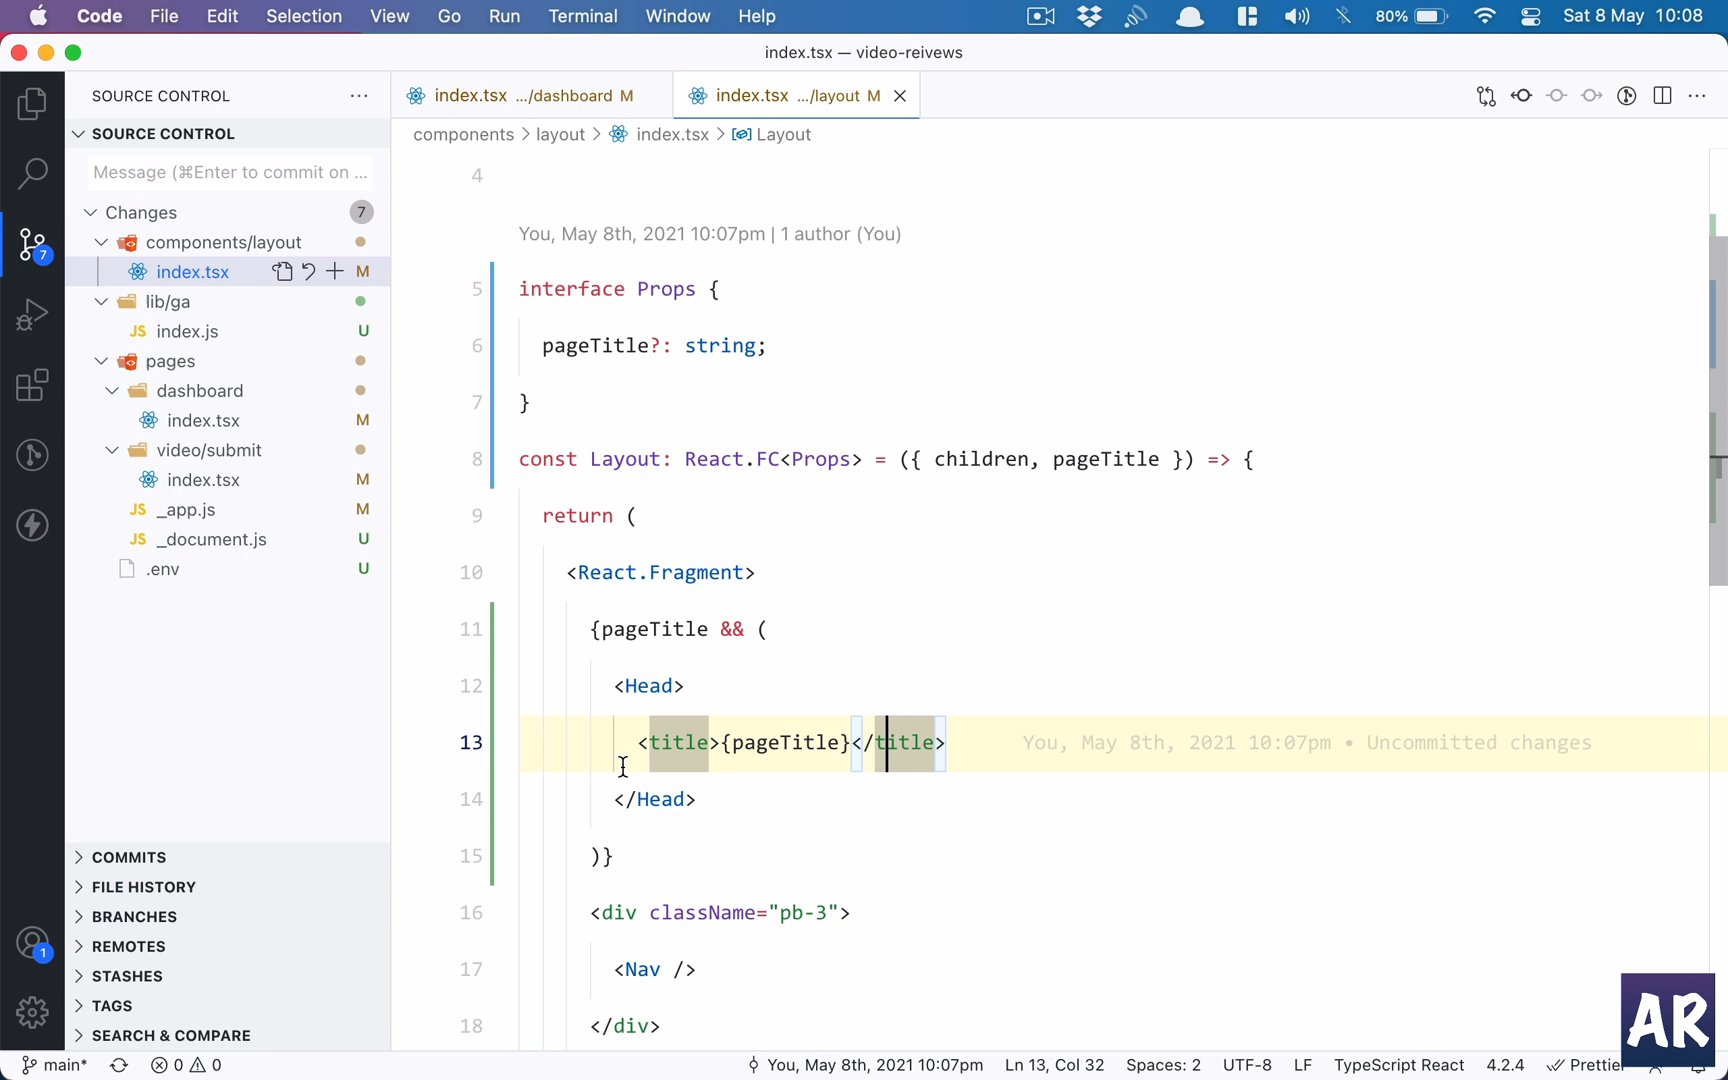 Code File Edit Selection View Go Run Terminal Window Help 80% Sat 8 May 10:08
index.tsx — video-reivews
SOURCE CONTROL
index.tsx .../dashboard M
index.tsx .../layout M
SOURCE CONTROL
components > layout > index.tsx > Layout
Message (⌘Enter to commit on ...
Changes 7
components/layout
index.tsx M
lib/ga
JS index.js U
pages
dashboard
index.tsx M
video/submit
index.tsx M
JS _app.js M
JS _document.js U
.env U
7
COMMITS
FILE HISTORY
BRANCHES
REMOTES
STASHES
TAGS
SEARCH & COMPARE
1
4
You, May 8th, 2021 10:07pm | 1 author (You)
5 interface Props {
6 pageTitle?: string;
7 }
8 const Layout: React.FC<Props> = ({ children, pageTitle }) => {
9 return (
10 <React.Fragment>
11 {pageTitle && (
12 <Head>
13 <title>{pageTitle}</title> You, May 8th, 2021 10:07pm • Uncommitted changes
14 </Head>
15 )}
16 <div className="pb-3">
17 <Nav />
18 </div>
AR
main* 0 0 You, May 8th, 2021 10:07pm Ln 13, Col 32 Spaces: 2 UTF-8 LF TypeScript React 4.2.4